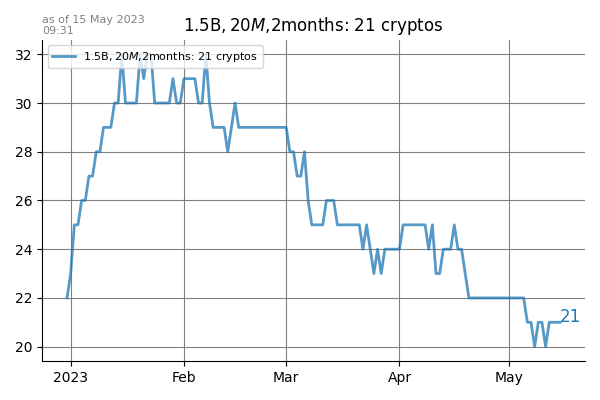 as of 15 May 2023
09:31
1.5B, 20M,2months: 21 cryptos
1.5B, 20M,2months: 21 cryptos
32
30
28
26
24
22
20
21
2023
Feb
Mar
Apr
May